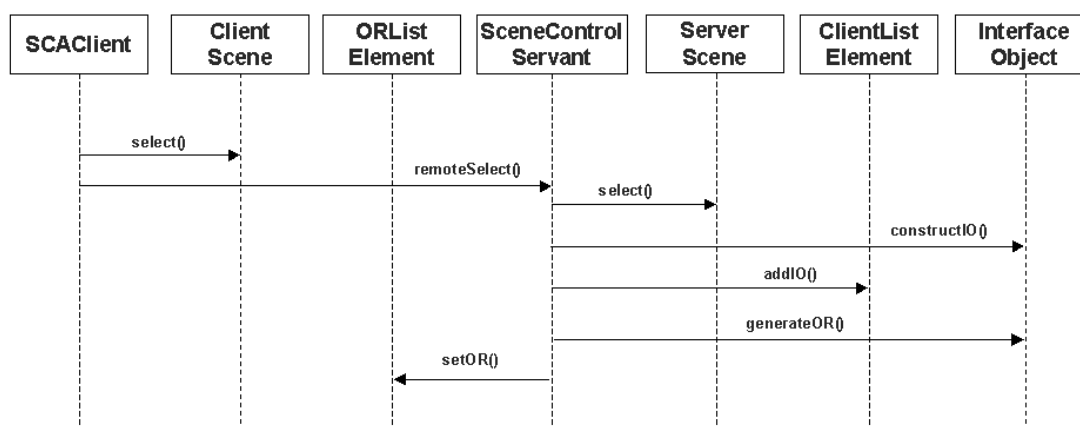 SCAClient
Client
Scene
ORList
Element
SceneControl
Servant
Server
Scene
ClientList
Element
Interface
Object
select()
remoteSelect()
select()
constructIO()
addIO()
generateOR()
setOR()